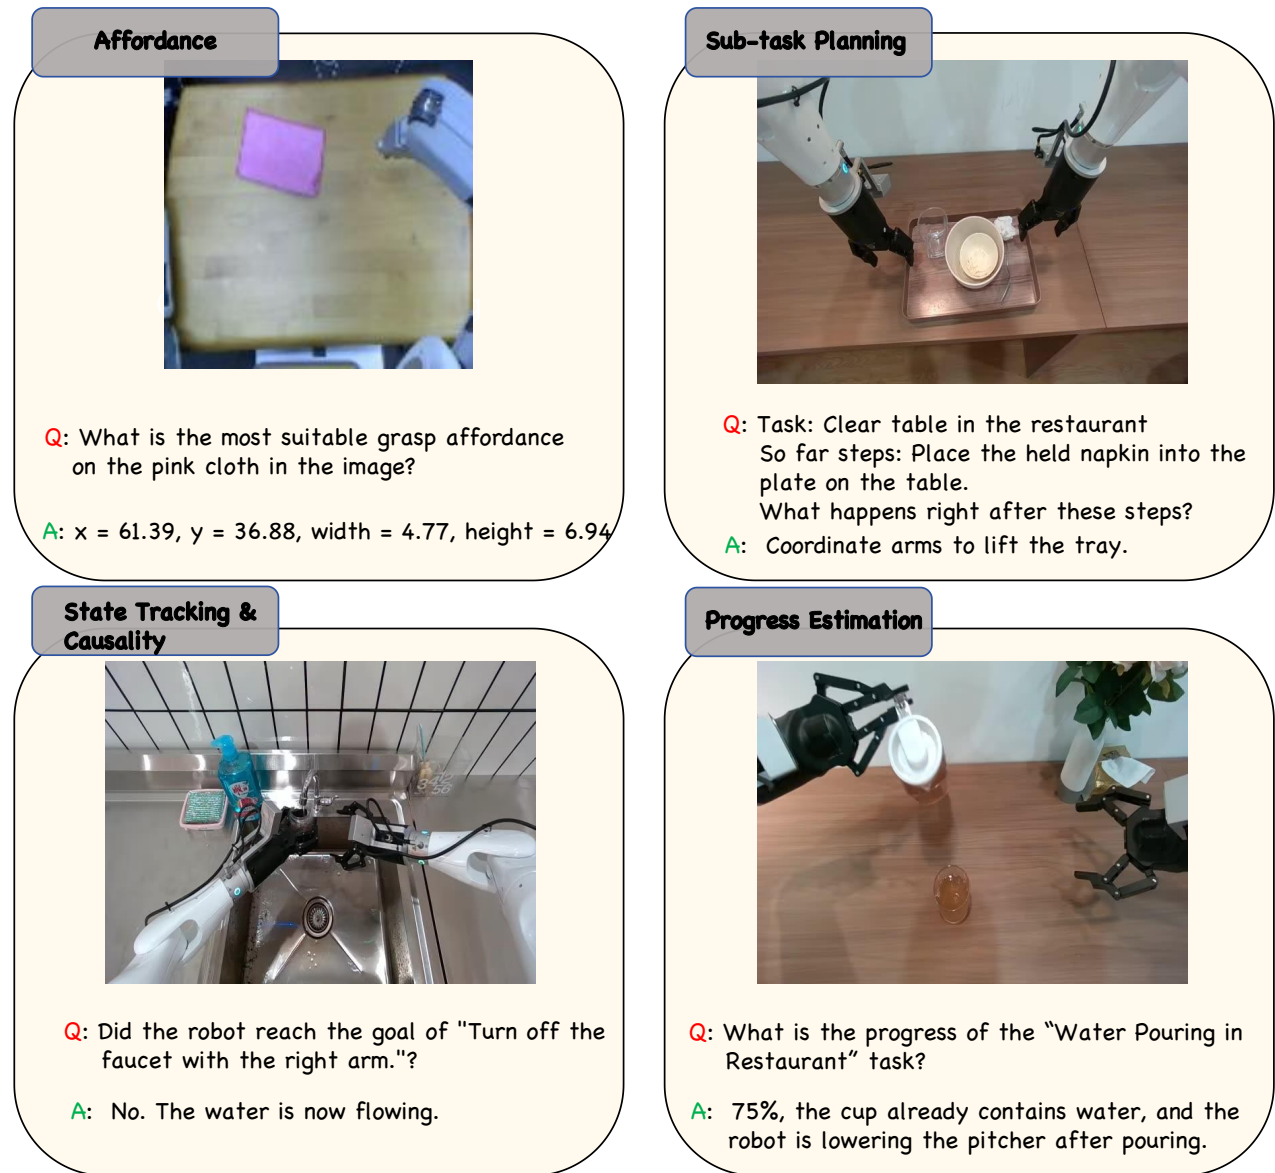 Affordance
Q: What is the most suitable grasp affordance
on the pink cloth in the image?
A: x = 61.39, y = 36.88, width = 4.77, height = 6.94
Sub-task Planning
Q: Task: Clear table in the restaurant
So far steps: Place the held napkin into the
plate on the table.
What happens right after these steps?
A: Coordinate arms to lift the tray.
State Tracking &
Causality
Q: Did the robot reach the goal of "Turn off the
faucet with the right arm."?
A: No. The water is now flowing.
Progress Estimation
Q: What is the progress of the “Water Pouring in
Restaurant” task?
A: 75%, the cup already contains water, and the
robot is lowering the pitcher after pouring.